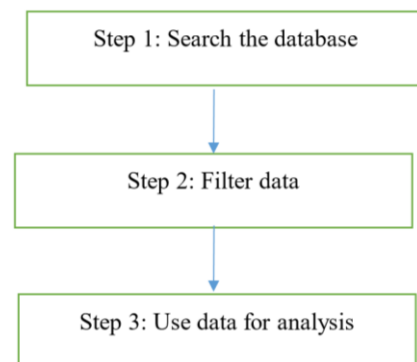 Step 1: Search the database
Step 2: Filter data
Step 3: Use data for analysis